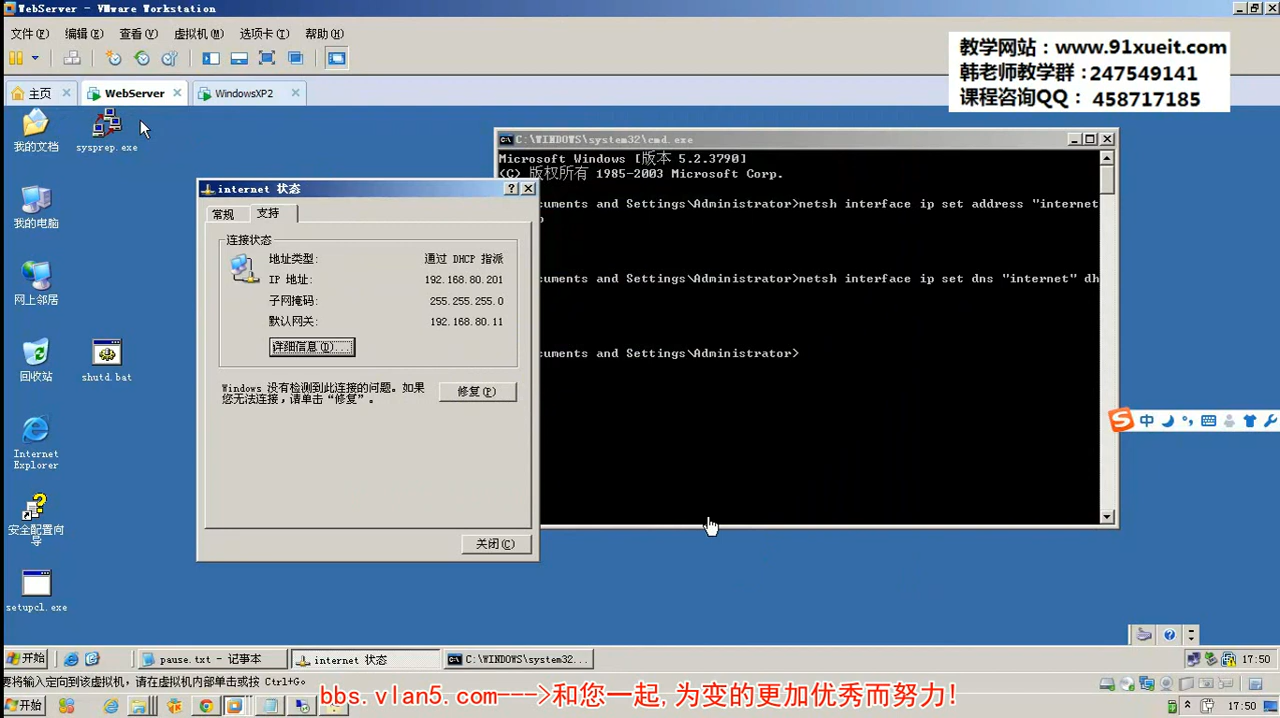 WebServer - VMware Workstation
文件(F) 编辑(E) 查看(V) 虚拟机(M) 选项卡(T) 帮助(H)
教学网站：www.91xueit.com
韩老师教学群：247549141
课程咨询QQ： 458717185
主页 WebServer WindowsXP2
我的文档
sysprep.exe
我的电脑
网上邻居
回收站
shutd.bat
Internet Explorer
安全配置向导
setupcl.exe
C:\WINDOWS\system32\cmd.exe
Microsoft Windows [版本 5.2.3790]
(C) 版权所有 1985-2003 Microsoft Corp.
cuments and Settings\Administrator>netsh interface ip set address "internet
p
cuments and Settings\Administrator>netsh interface ip set dns "internet" dh
cuments and Settings\Administrator>
internet 状态
常规 支持
连接状态
地址类型: 通过 DHCP 指派
IP 地址: 192.168.80.201
子网掩码: 255.255.255.0
默认网关: 192.168.80.11
详细信息(D)...
Windows 没有检测到此连接的问题。如果
您无法连接，请单击“修复”。
修复(P)
关闭(C)
中
开始 pause.txt - 记事本 internet 状态 C:\WINDOWS\system32... 17:50
要将输入定向到该虚拟机，请在虚拟机内部单击或按 Ctrl+G。
bbs.vlan5.com--->和您一起,为变的更加优秀而努力!
开始 17:50